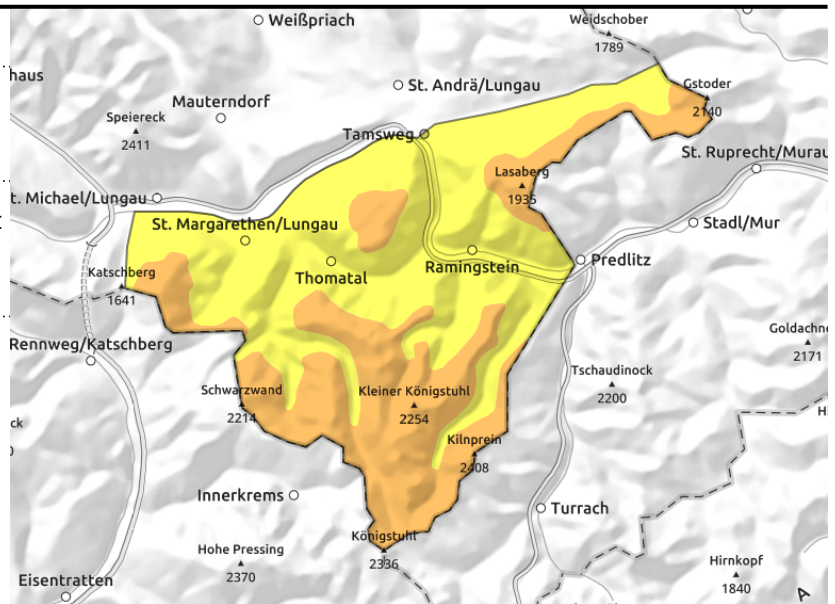 Weidschober
1789
Weißpriach
haus
St. Andrä/Lungau
Gstoder
2140
Mauterndorf
Speiereck
2411
Tamsweg
St. Ruprecht/Murau
Lasaberg
1935
t. Michael/Lungau
St. Margarethen/Lungau
Stadl/Mur
Katschberg
1641
Thomatal
Ramingstein
Predlitz
Rennweg/Katschberg
Goldachn
2171
Tschaudinock
2200
Schwarzwand
2214
Kleiner Königstuhl
2254
Kilnprein
2408
ck
Innerkrems
Turrach
Königstuhl
2336
Hohe Pressing
2370
Hirnkopf
1840
Eisentratten
A